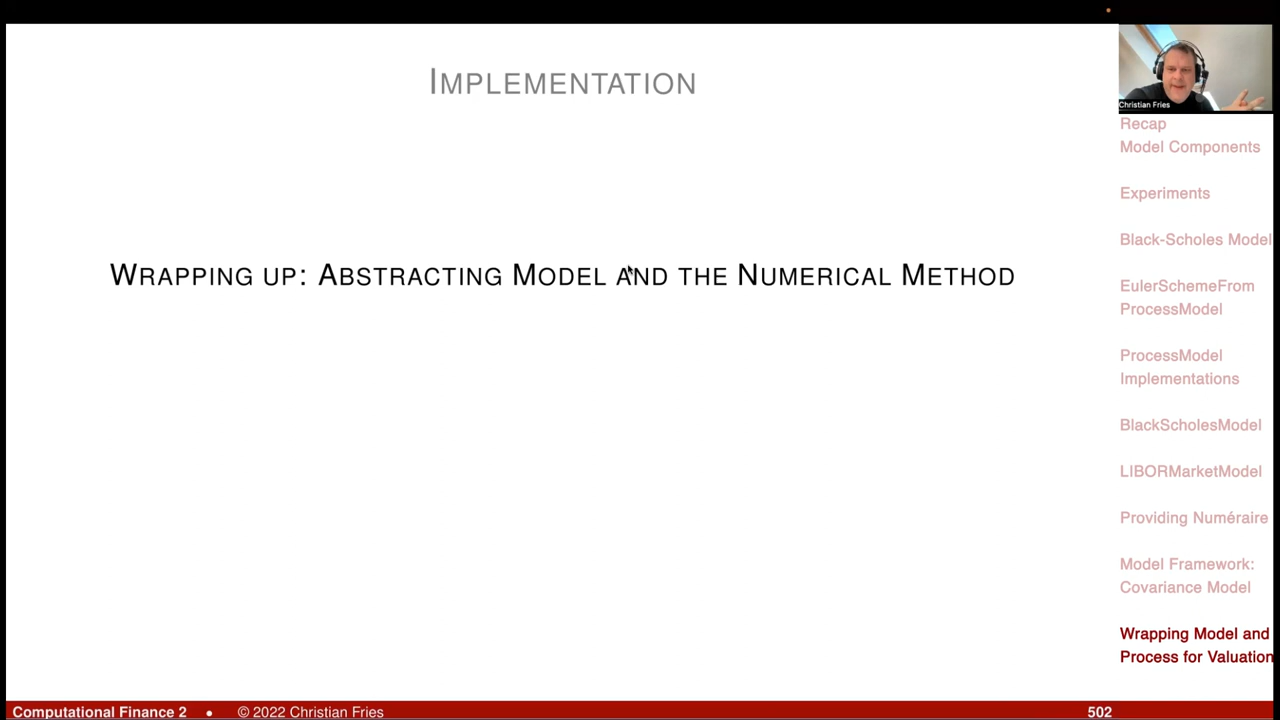 IMPLEMENTATION
WRAPPING UP: ABSTRACTING MODEL AND THE NUMERICAL METHOD
Christian Fries
Recap
Model Components
Experiments
Black-Scholes Model
EulerSchemeFrom
ProcessModel
ProcessModel
Implementations
BlackScholesModel
LIBORMarketModel
Providing Numéraire
Model Framework:
Covariance Model
Wrapping Model and
Process for Valuation
Computational Finance 2 • © 2022 Christian Fries 502